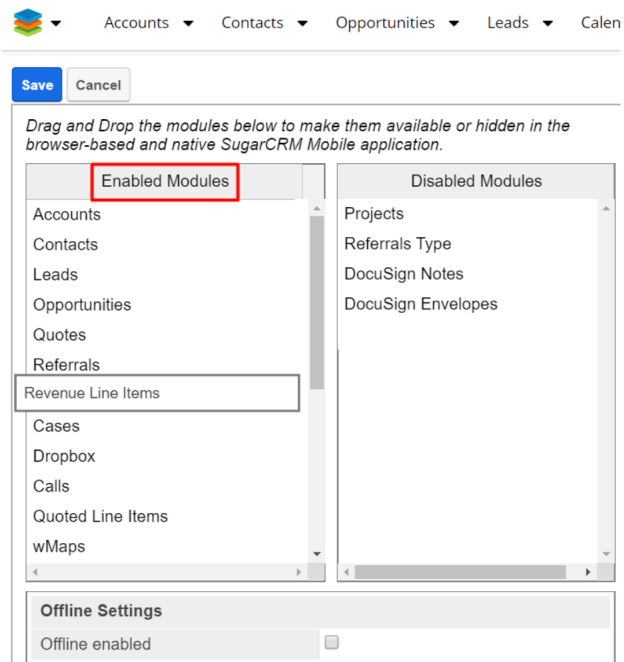 Accounts Contacts Opportunities Leads Calen
Save Cancel
Drag and Drop the modules below to make them available or hidden in the
browser-based and native SugarCRM Mobile application.
Enabled Modules
Accounts
Contacts
Leads
Opportunities
Quotes
Referrals
Revenue Line Items
Cases
Dropbox
Calls
Quoted Line Items
wMaps
Disabled Modules
Projects
Referrals Type
DocuSign Notes
DocuSign Envelopes
Offline Settings
Offline enabled